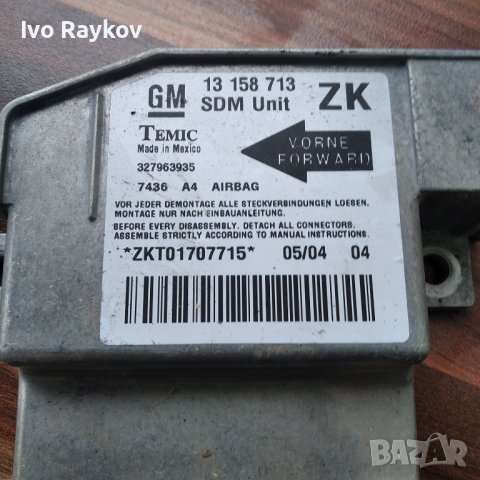 Ivo Raykov
GM
13 158 713
SDM Unit
ZK
TEMIC
Made in Mexico
327963935
7436 A4 AIRBAG
VORNE
FORWARD
VOR JEDER DEMONTAGE ALLE STECKVERBINDUNGEN LOESEN.
MONTAGE NUR NACH EINBAUANLEITUNG.
BEFORE EVERY DISASSEMBLY. DETACH ALL CONNECTORS.
ASSEMBLE STRICTLY ACCORDING TO MANUAL INSTRUCTIONS.
*ZKT01707715* 05/04 04
BAZAR